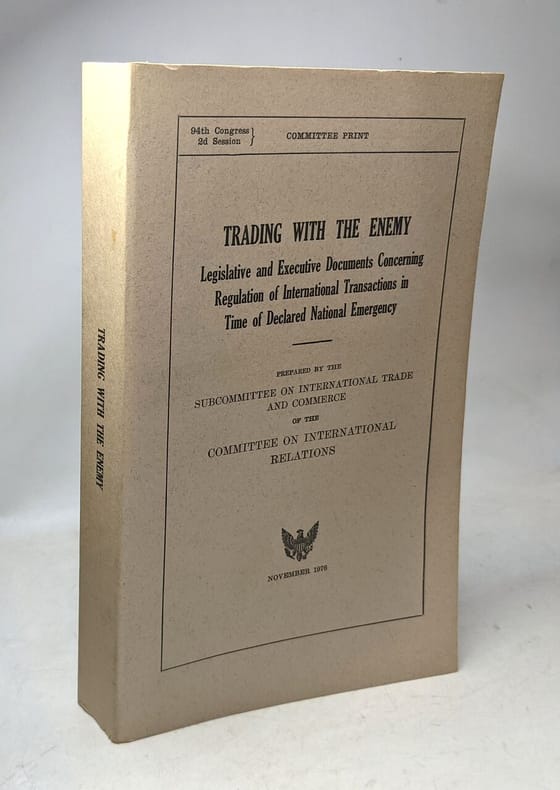 94th Congress } COMMITTEE PRINT
2d Session
TRADING WITH THE ENEMY
Legislative and Executive Documents Concerning
Regulation of International Transactions in
Time of Declared National Emergency
PREPARED BY THE
SUBCOMMITTEE ON INTERNATIONAL TRADE
AND COMMERCE
OF THE
COMMITTEE ON INTERNATIONAL
RELATIONS
NOVEMBER 1976
TRADING WITH THE ENEMY